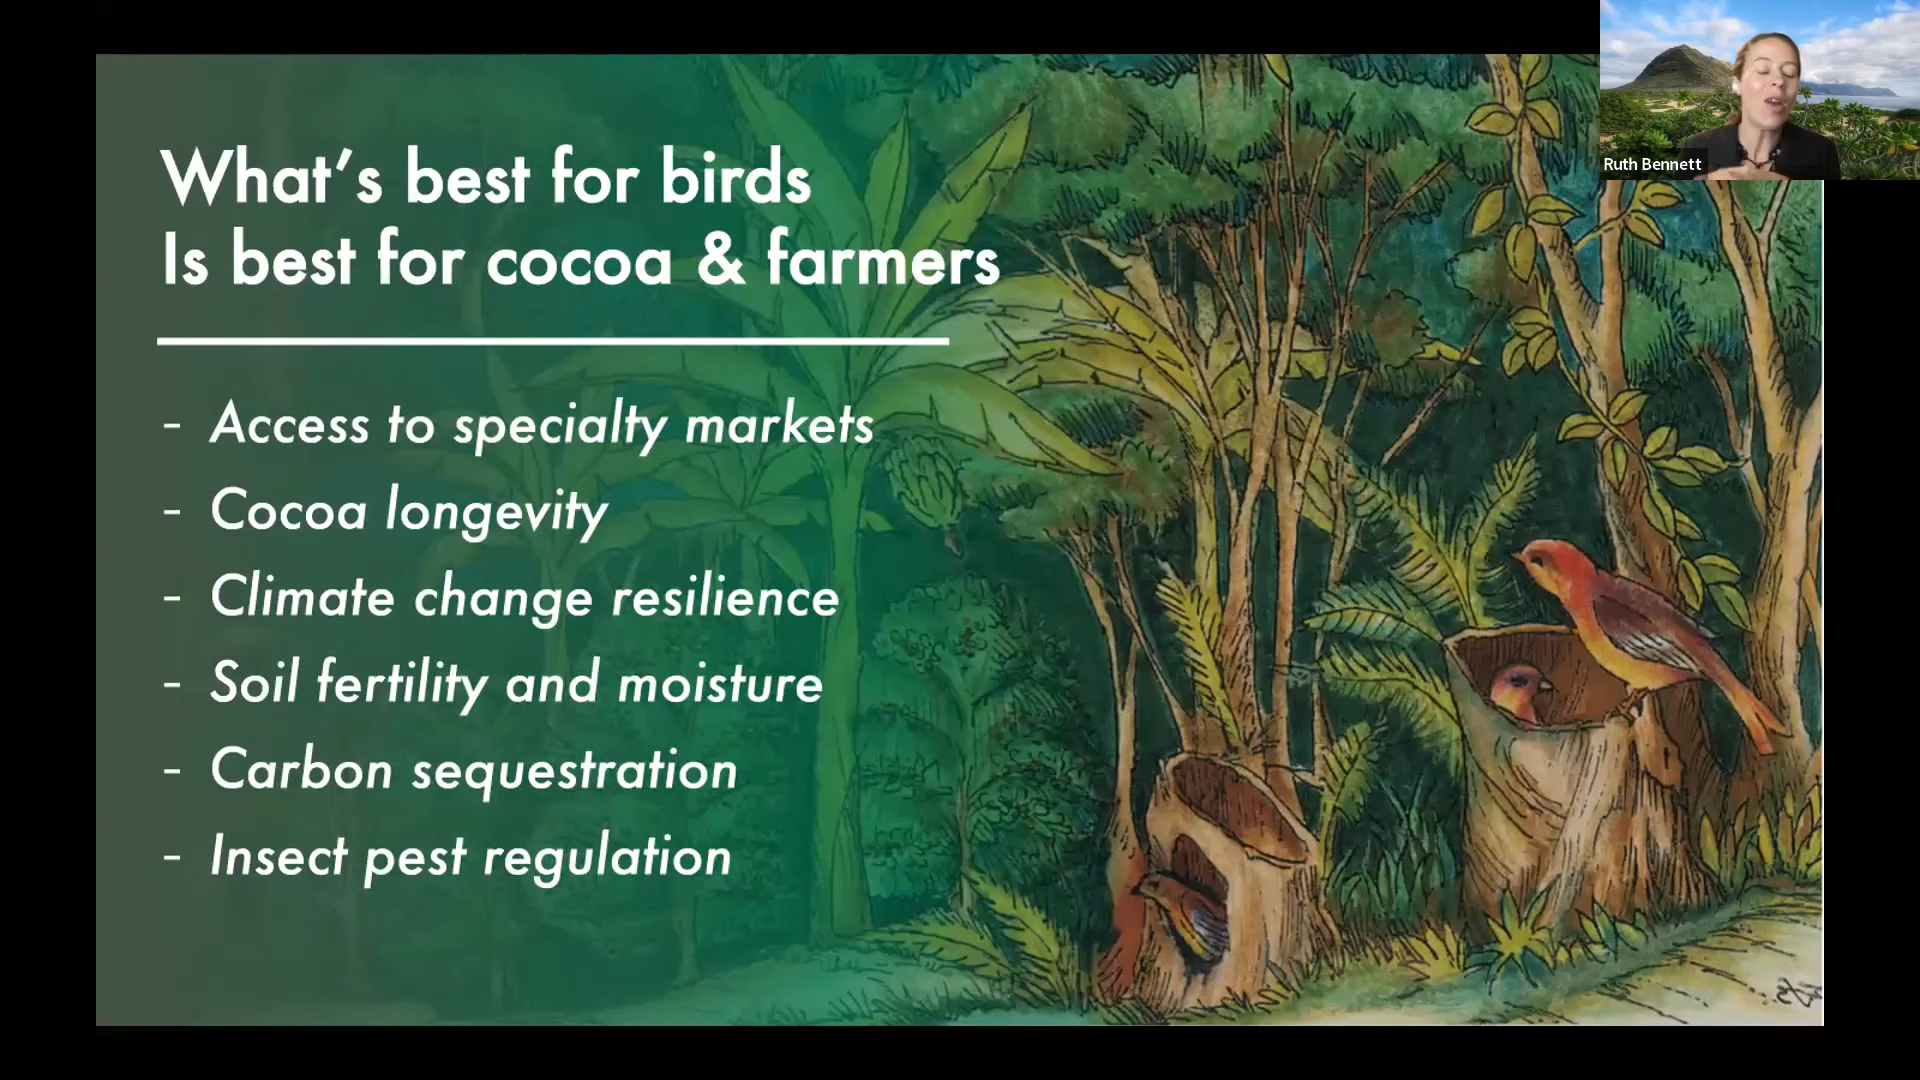 What's best for birds
Is best for cocoa & farmers
- Access to specialty markets
- Cocoa longevity
- Climate change resilience
- Soil fertility and moisture
- Carbon sequestration
- Insect pest regulation
Ruth Bennett